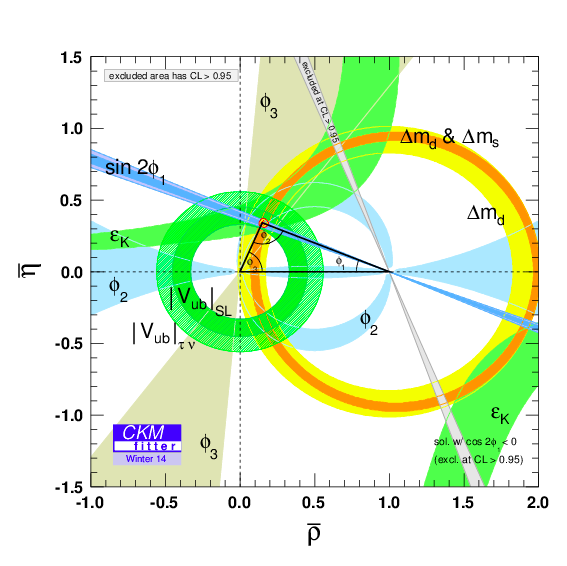 1.5
excluded area has CL > 0.95
excluded at CL > 0.95
ϕ3
1.0
Δmd & Δms
sin 2ϕ1
0.5
Δmd
εK
ϕ2
ϕ3
ϕ1
η̄
0.0
ϕ2
|Vub|SL
ϕ2
|Vub|τν
-0.5
εK
-1.0
CKM
fitter
Winter 14
ϕ3
sol. w/ cos 2ϕ1 < 0
(excl. at CL > 0.95)
-1.5
-1.0 -0.5 0.0 0.5 1.0 1.5 2.0
ρ̄